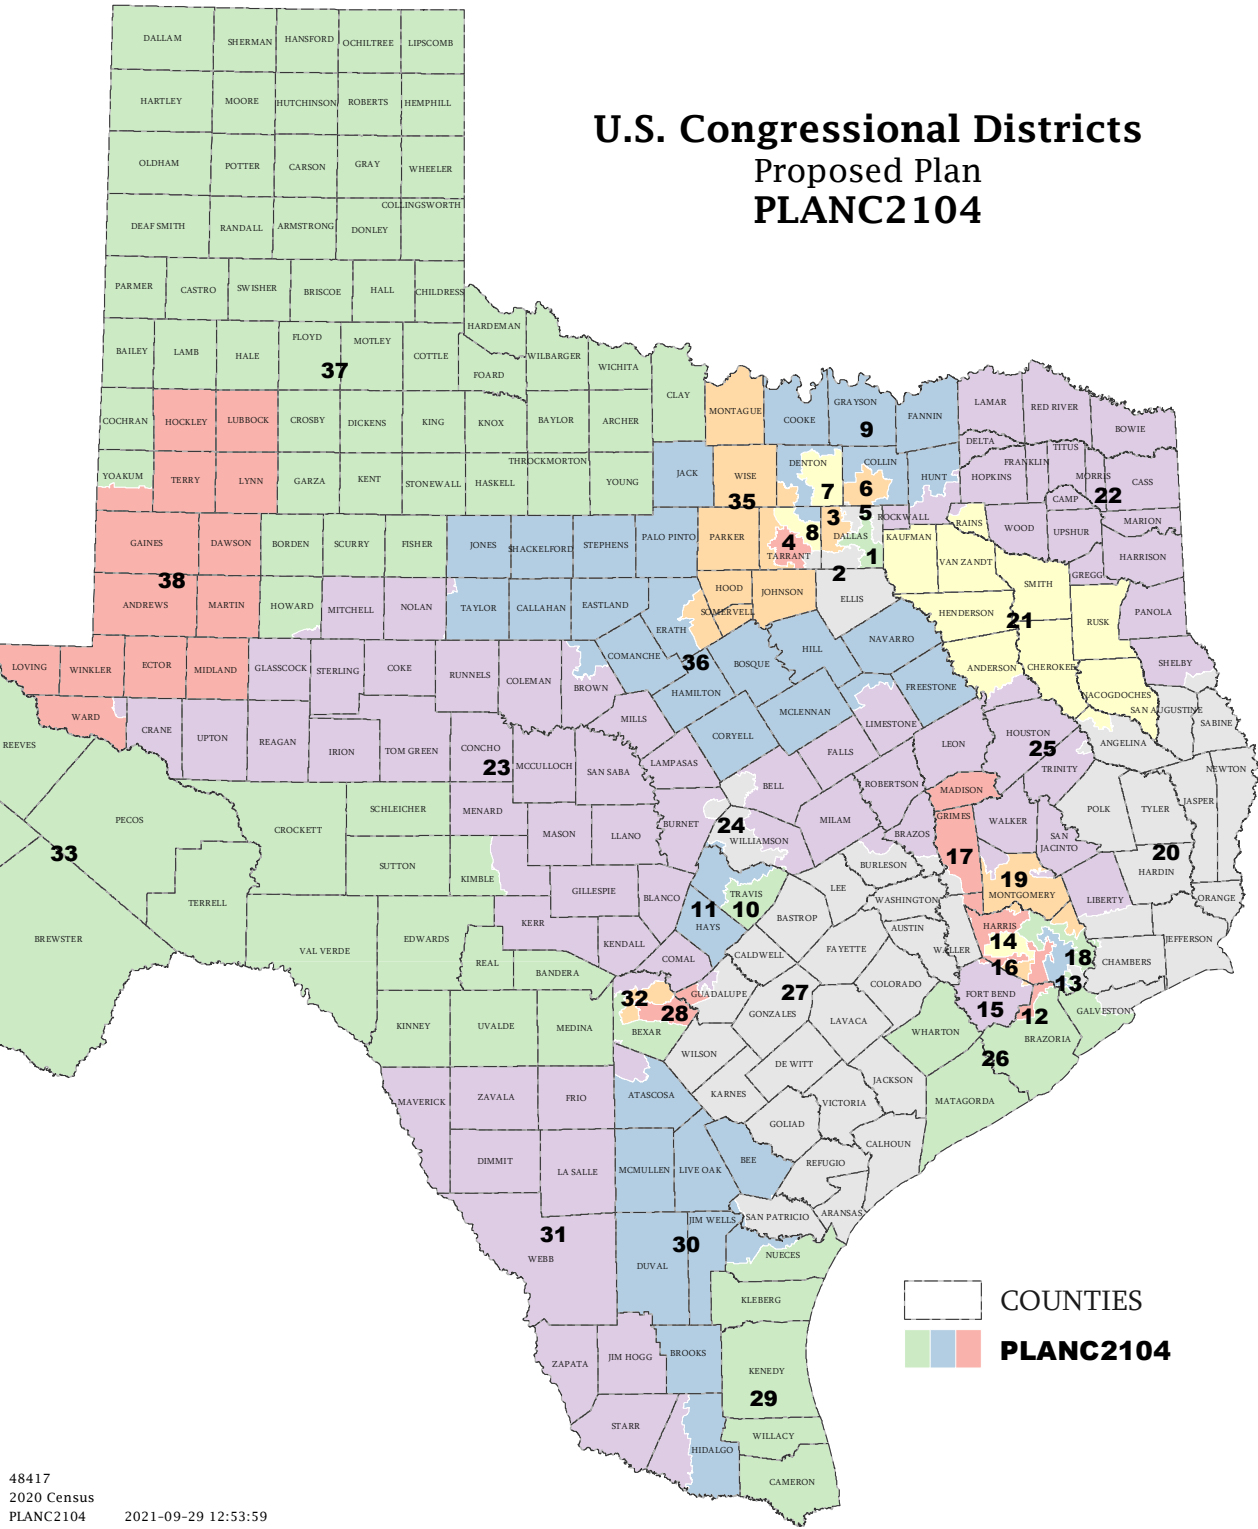 U.S. Congressional Districts
Proposed Plan
PLANC2104
DALLAM SHERMAN HANSFORD OCHILTREE LIPSCOMB
HARTLEY MOORE HUTCHINSON ROBERTS HEMPHILL
OLDHAM POTTER CARSON GRAY WHEELER
COLLINGSWORTH
DEAF SMITH RANDALL ARMSTRONG DONLEY
PARMER CASTRO SWISHER BRISCOE HALL CHILDRESS
HARDEMAN
BAILEY LAMB HALE FLOYD MOTLEY COTTLE WILBARGER
37 FOARD WICHITA
CLAY
COCHRAN HOCKLEY LUBBOCK CROSBY DICKENS KING KNOX BAYLOR ARCHER MONTAGUE COOKE GRAYSON FANNIN LAMAR RED RIVER BOWIE
9
DELTA TITUS
YOAKUM TERRY LYNN GARZA KENT STONEWALL HASKELL THROCKMORTON YOUNG JACK WISE DENTON COLLIN HUNT HOPKINS FRANKLIN MORRIS CASS
35 7 6 CAMP 22
GAINES DAWSON BORDEN SCURRY FISHER JONES SHACKELFORD STEPHENS PALO PINTO PARKER TARRANT DALLAS ROCKWALL KAUFMAN RAINS WOOD UPSHUR MARION
4 8 3 5 1 VAN ZANDT HARRISON
38 2 GREGG
ANDREWS MARTIN HOWARD MITCHELL NOLAN TAYLOR CALLAHAN EASTLAND HOOD JOHNSON ELLIS SMITH
SOMERVELL HENDERSON 21 RUSK PANOLA
ERATH
LOVING WINKLER ECTOR MIDLAND GLASSCOCK STERLING COKE RUNNELS COLEMAN BROWN COMANCHE 36 BOSQUE HILL NAVARRO ANDERSON CHEROKEE SHELBY
HAMILTON FREESTONE NACOGDOCHES
WARD CRANE UPTON REAGAN IRION TOM GREEN CONCHO MILLS MCLENNAN LIMESTONE SAN AUGUSTINE SABINE
REEVES 23 MCCULLOCH SAN SABA CORYELL FALLS LEON HOUSTON ANGELINA
LAMPASAS 25 NEWTON
BELL ROBERTSON MADISON TRINITY
PECOS CROCKETT SCHLEICHER MENARD MASON LLANO BURNET 24 MILAM BRAZOS GRIMES WALKER POLK TYLER JASPER
WILLIAMSON SAN JACINTO
33 SUTTON KIMBLE BURLESON 17 20
HARDIN
TERRELL GILLESPIE BLANCO TRAVIS LEE WASHINGTON 19 MONTGOMERY LIBERTY ORANGE
11 10
BREWSTER VAL VERDE EDWARDS KERR HAYS BASTROP AUSTIN HARRIS
KENDALL FAYETTE WALLER 14 JEFFERSON
REAL COMAL CALDWELL 18 CHAMBERS
BANDERA 16
32 GUADALUPE 27 COLORADO FORT BEND 13
KINNEY UVALDE MEDINA 28 GONZALES LAVACA 15 12 GALVESTON
BEXAR WHARTON BRAZORIA
WILSON DE WITT 26
MAVERICK ZAVALA FRIO ATASCOSA KARNES JACKSON MATAGORDA
VICTORIA
GOLIAD
CALHOUN
DIMMIT LA SALLE MCMULLEN LIVE OAK BEE REFUGIO
SAN PATRICIO ARANSAS
31 JIM WELLS
WEBB 30 NUECES
DUVAL
KLEBERG
ZAPATA JIM HOGG BROOKS KENEDY
29
STARR WILLACY
HIDALGO
CAMERON
COUNTIES
PLANC2104
48417
2020 Census
PLANC2104 2021-09-29 12:53:59